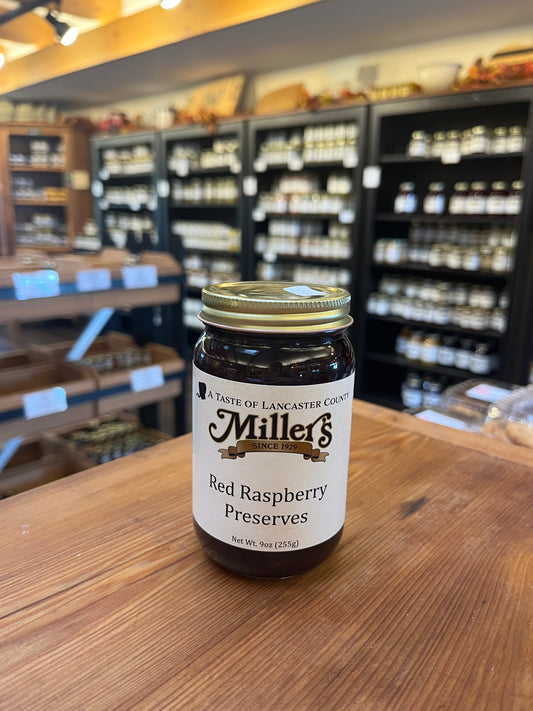 A Taste of Lancaster County
Miller's
SINCE 1929
Red Raspberry
Preserves
Net Wt. 9oz (255g)